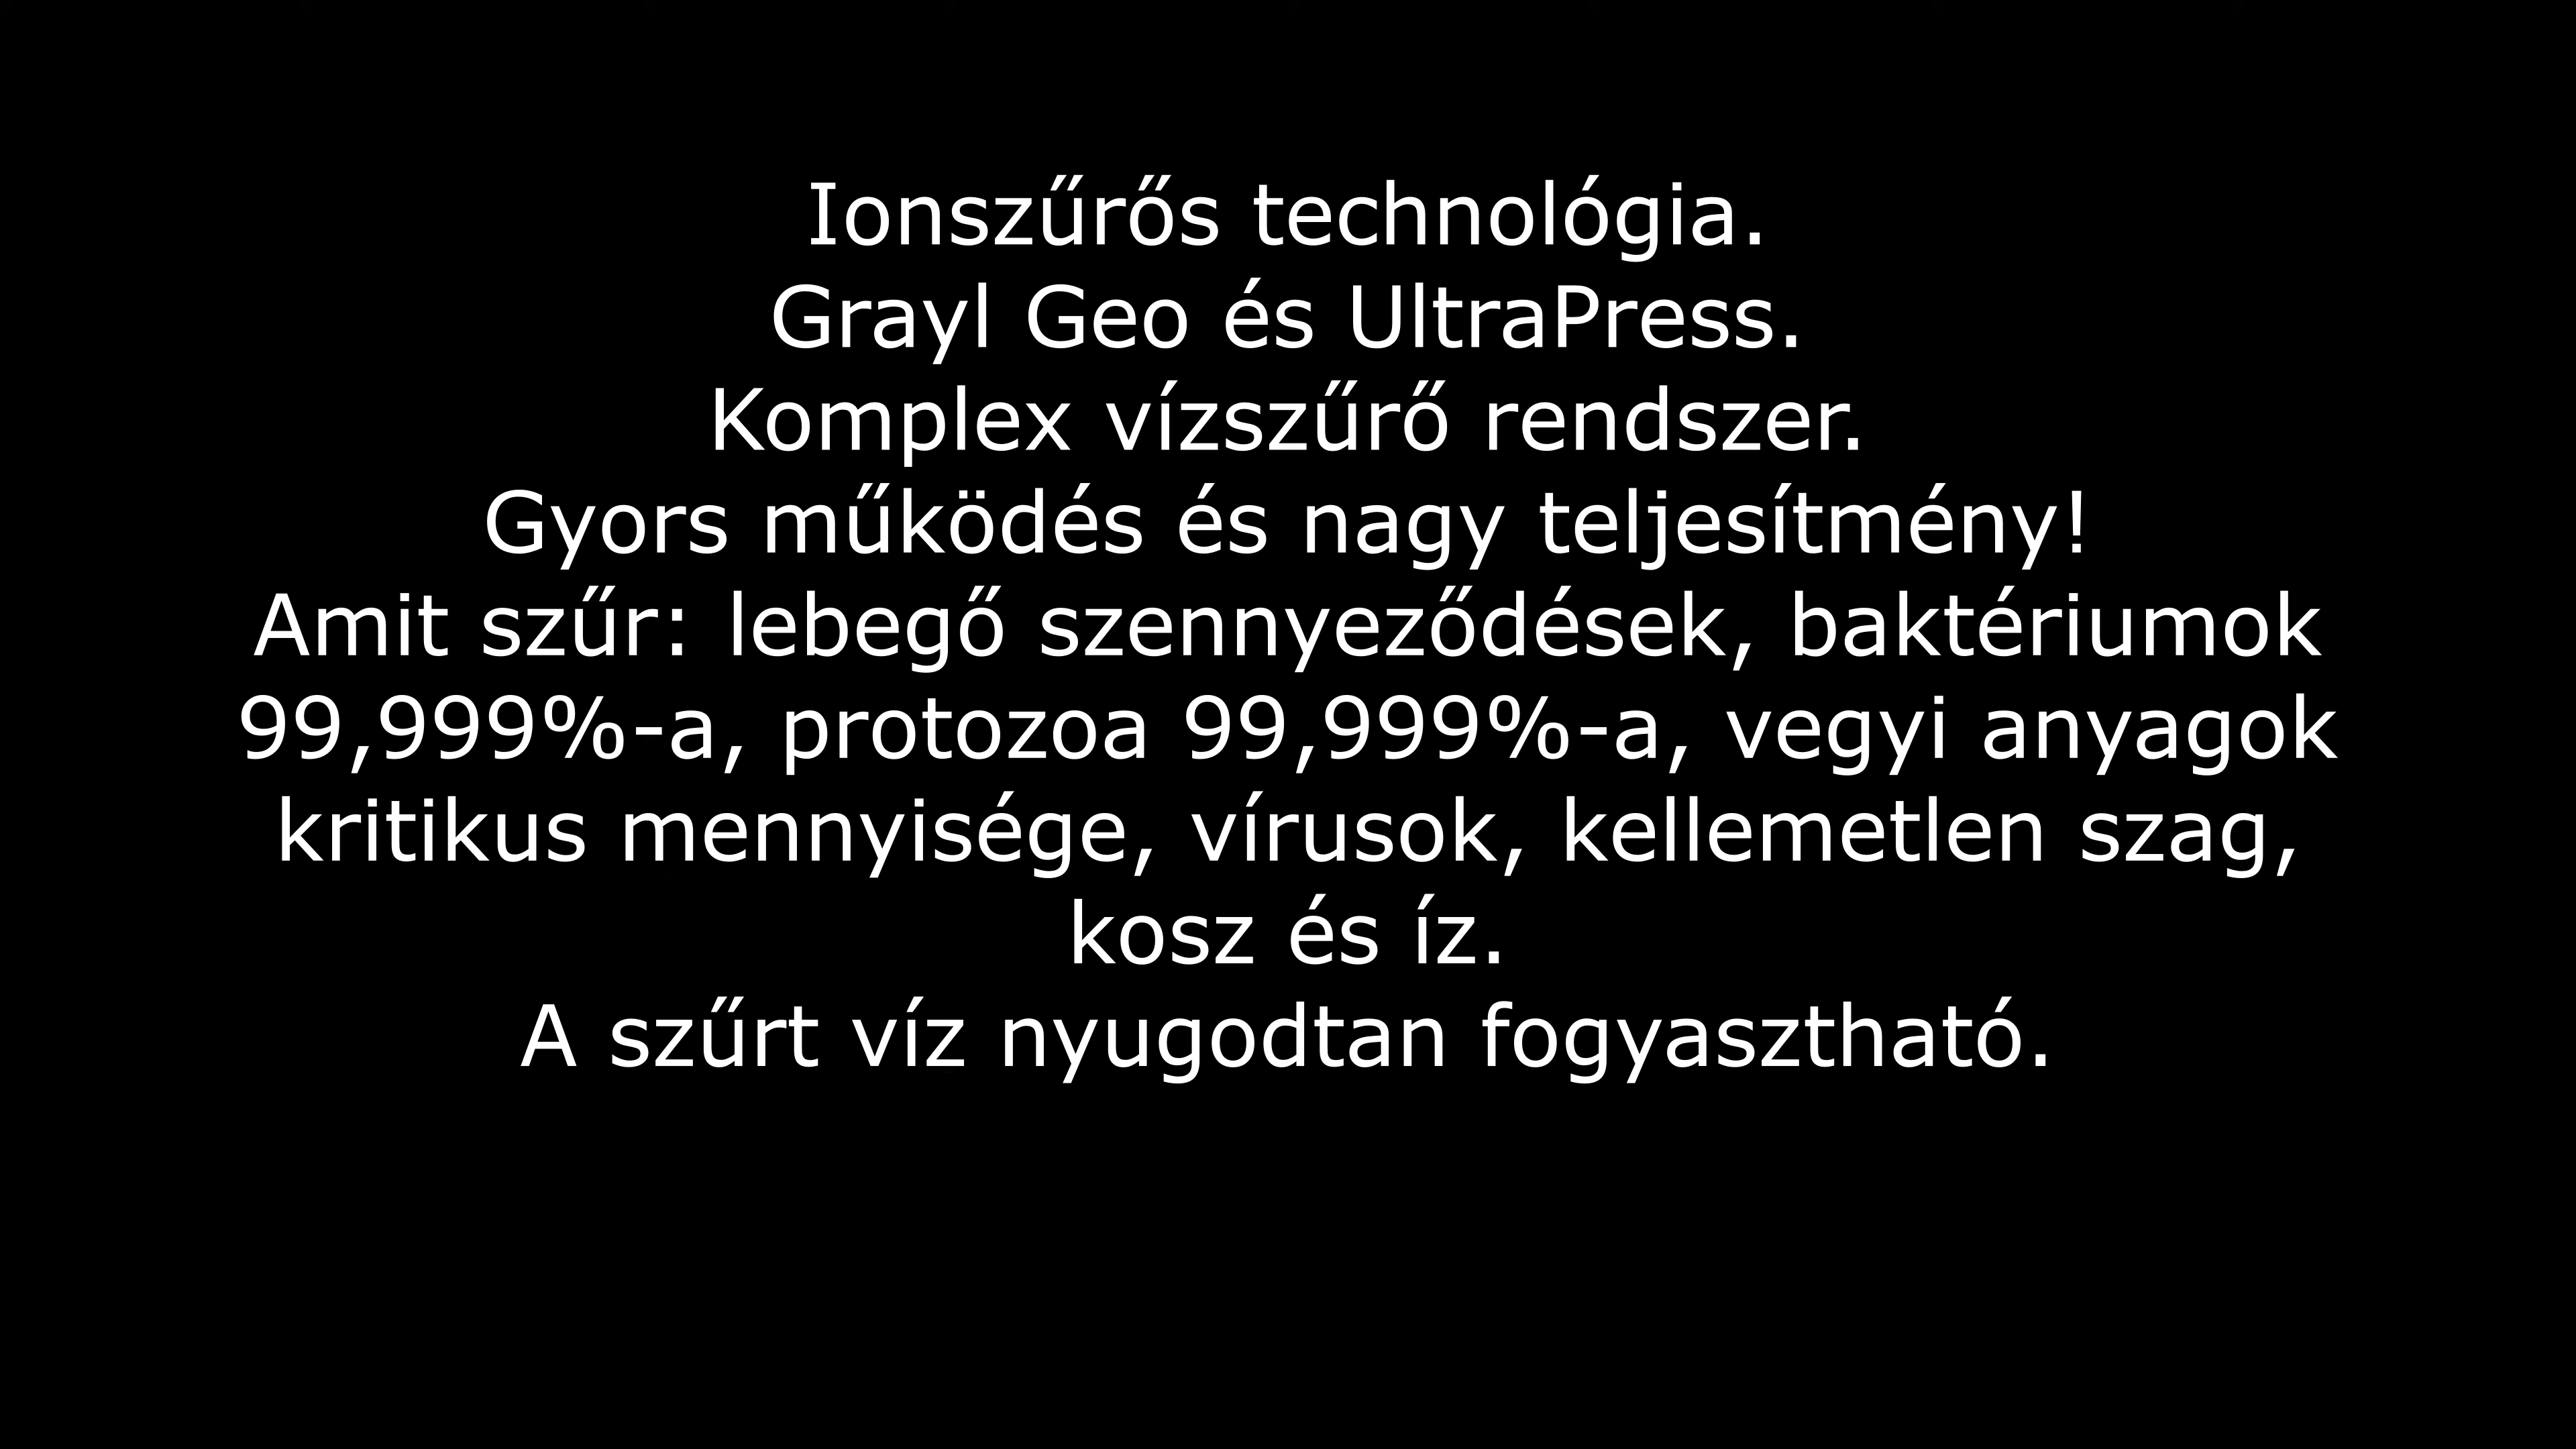 Ionszűrős technológia.
Grayl Geo és UltraPress.
Komplex vízszűrő rendszer.
Gyors működés és nagy teljesítmény!
Amit szűr: lebegő szennyeződések, baktériumok
99,999%-a, protozoa 99,999%-a, vegyi anyagok
kritikus mennyisége, vírusok, kellemetlen szag,
kosz és íz.
A szűrt víz nyugodtan fogyasztható.